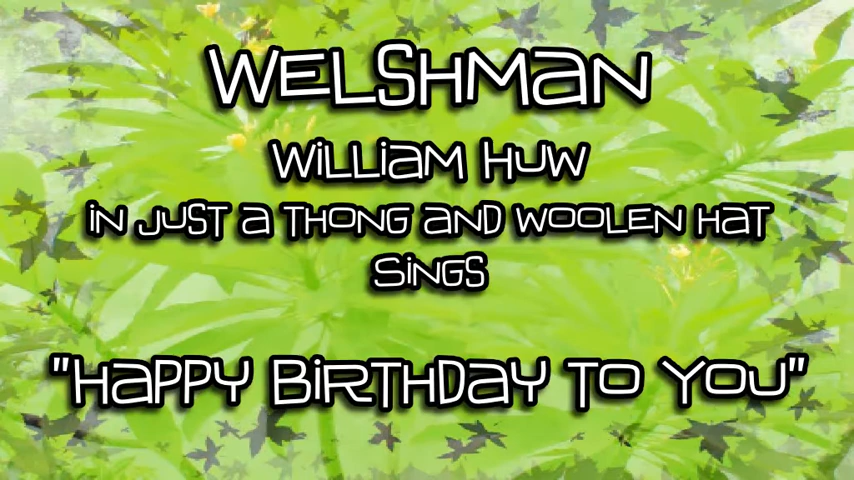 WELSHMAN
WiLLiaM HUW
iN JUST a THONG aND WOOLEN HaT
SiNGS
"HaPPY BiRTHDaY TO YOU"